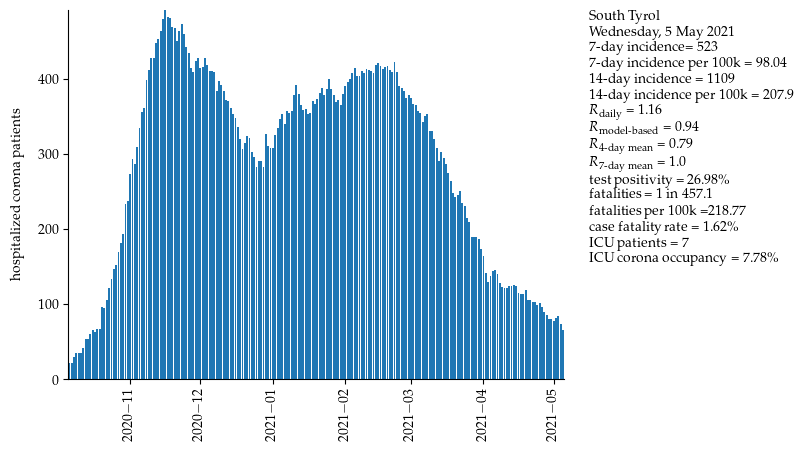 South Tyrol
Wednesday, 5 May 2021
7-day incidence= 523
7-day incidence per 100k = 98.04
14-day incidence = 1109
14-day incidence per 100k = 207.9
R daily = 1.16
R model-based = 0.94
R 4-day mean = 0.79
R 7-day mean = 1.0
test positivity = 26.98%
fatalities = 1 in 457.1
fatalities per 100k =218.77
case fatality rate = 1.62%
ICU patients = 7
ICU corona occupancy = 7.78%
hospitalized corona patients
400
300
200
100
0
2020−11
2020−12
2021−01
2021−02
2021−03
2021−04
2021−05